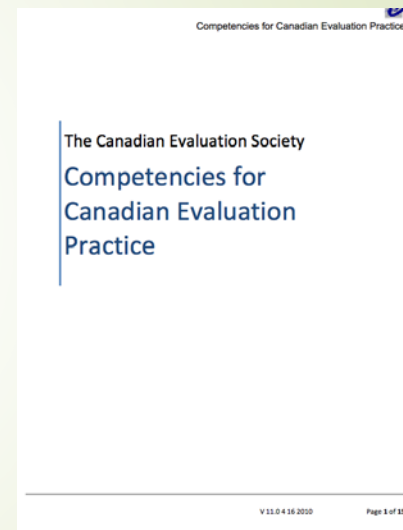 Competencies for Canadian Evaluation Practice
The Canadian Evaluation Society
Competencies for
Canadian Evaluation
Practice
V 11.0 4 16 2010 Page 1 of 15